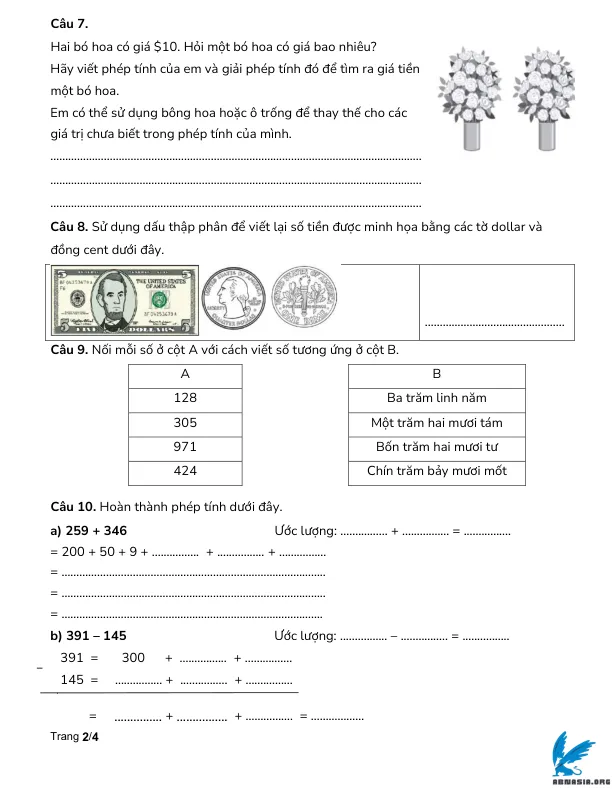 Câu 7.
Hai bó hoa có giá $10. Hỏi một bó hoa có giá bao nhiêu?
Hãy viết phép tính của em và giải phép tính đó để tìm ra giá tiền
một bó hoa.
Em có thể sử dụng bông hoa hoặc ô trống để thay thế cho các
giá trị chưa biết trong phép tính của mình.
....................................................................................
....................................................................................
....................................................................................
Câu 8. Sử dụng dấu thập phân để viết lại số tiền được minh họa bằng các tờ dollar và
đồng cent dưới đây.
THE UNITED STATES
OF AMERICA
FIVE DOLLARS
...............................................
Câu 9. Nối mỗi số ở cột A với cách viết số tương ứng ở cột B.
A B
128 Ba trăm linh năm
305 Một trăm hai mươi tám
971 Bốn trăm hai mươi tư
424 Chín trăm bảy mươi mốt
Câu 10. Hoàn thành phép tính dưới đây.
a) 259 + 346 Ước lượng: ................ + ................ = ................
= 200 + 50 + 9 + ................ + ................ + ................
= ........................................................................................
= ........................................................................................
= .......................................................................................
b) 391 – 145 Ước lượng: ................ – ................ = ................
391 = 300 + ................ + ................
–
145 = ................ + ................ + ................
= ................ + ................. + ................ = ..................
Trang 2/4
ABNASIA.ORG